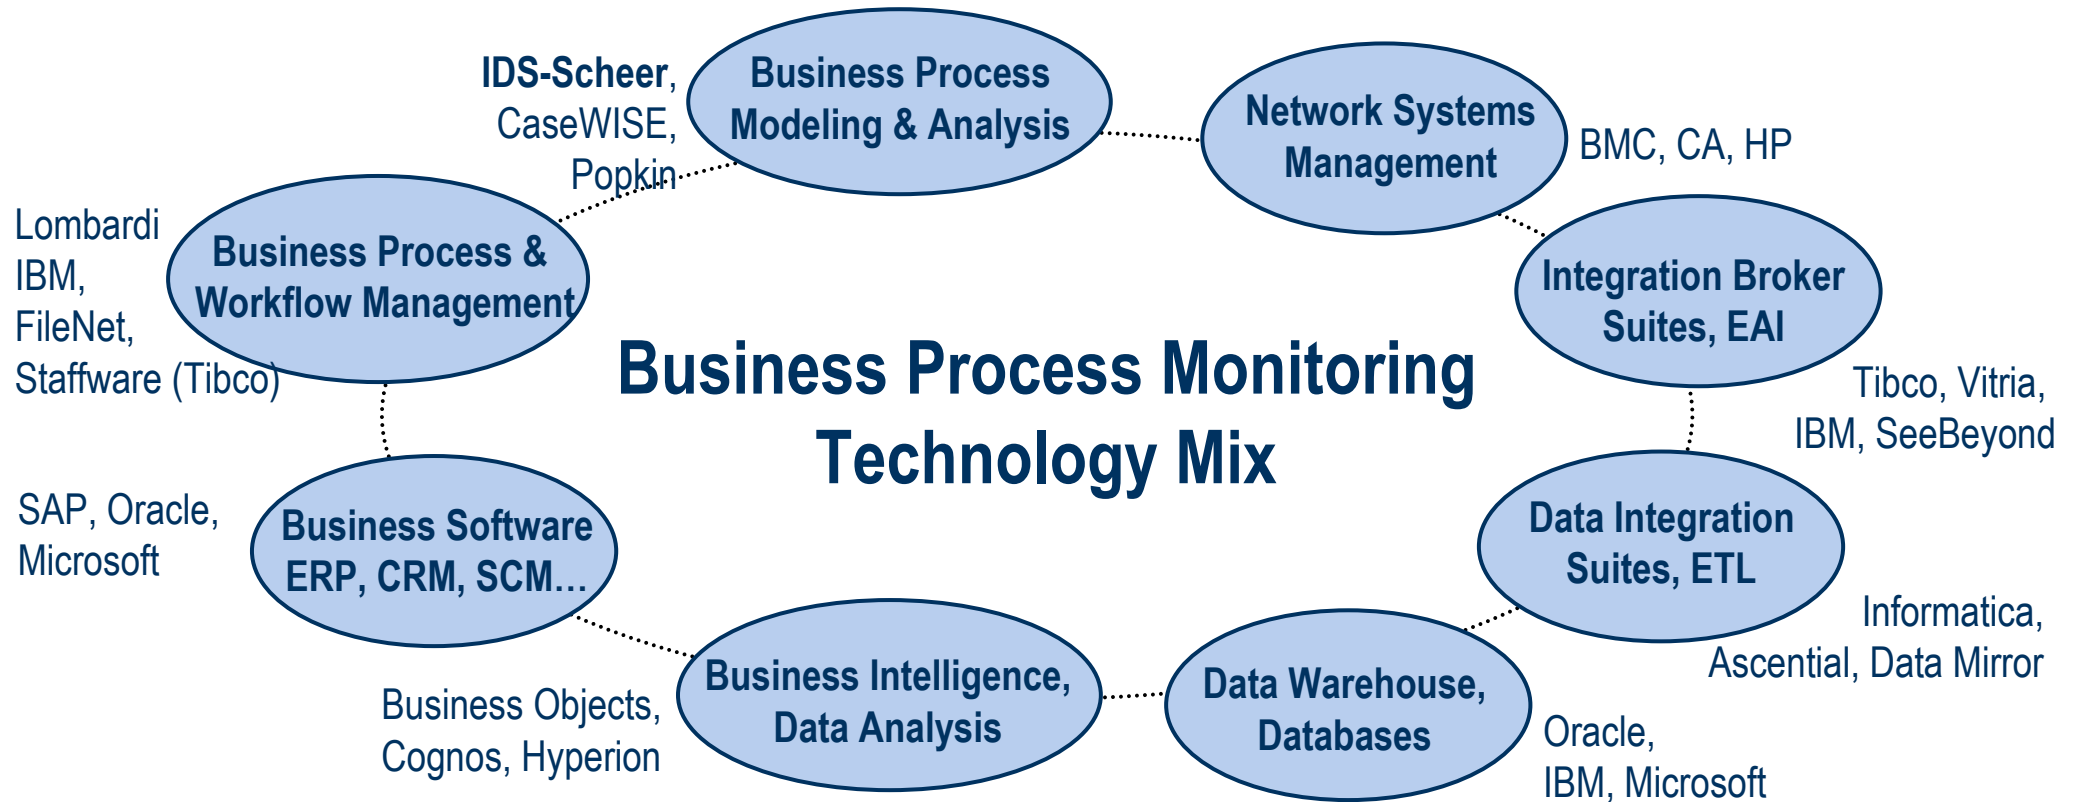 IDS-Scheer,
CaseWISE,
Popkin
Business Process
Modeling & Analysis
Network Systems
Management
BMC, CA, HP
Lombardi
IBM,
FileNet,
Staffware (Tibco)
Business Process &
Workflow Management
Integration Broker
Suites, EAI
Tibco, Vitria,
IBM, SeeBeyond
Business Process Monitoring
Technology Mix
SAP, Oracle,
Microsoft
Business Software
ERP, CRM, SCM…
Data Integration
Suites, ETL
Informatica,
Ascential, Data Mirror
Business Objects,
Cognos, Hyperion
Business Intelligence,
Data Analysis
Data Warehouse,
Databases
Oracle,
IBM, Microsoft